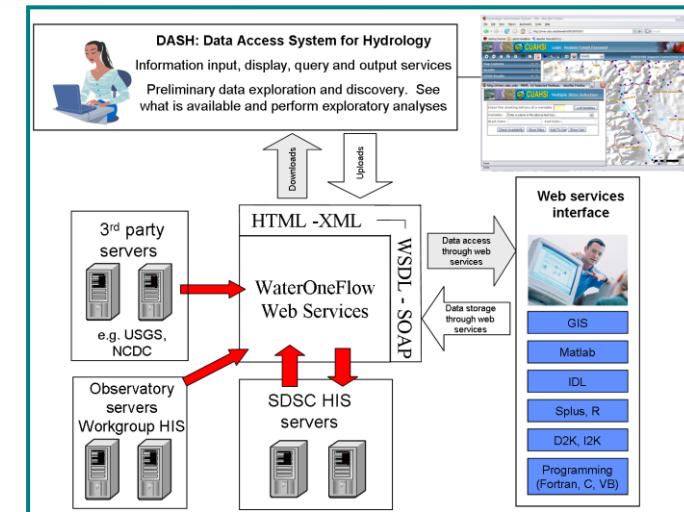 DASH: Data Access System for Hydrology
Information input, display, query and output services
Preliminary data exploration and discovery. See
what is available and perform exploratory analyses
CUAHSI
CUAHSI
Downloads
Uploads
HTML -XML
WSDL - SOAP
WaterOneFlow
Web Services
3rd party
servers
e.g. USGS,
NCDC
Observatory
servers
Workgroup HIS
SDSC HIS
servers
Data access
through web
services
Data storage
through web
services
Web services
interface
GIS
Matlab
IDL
Splus, R
D2K, I2K
Programming
(Fortran, C, VB)